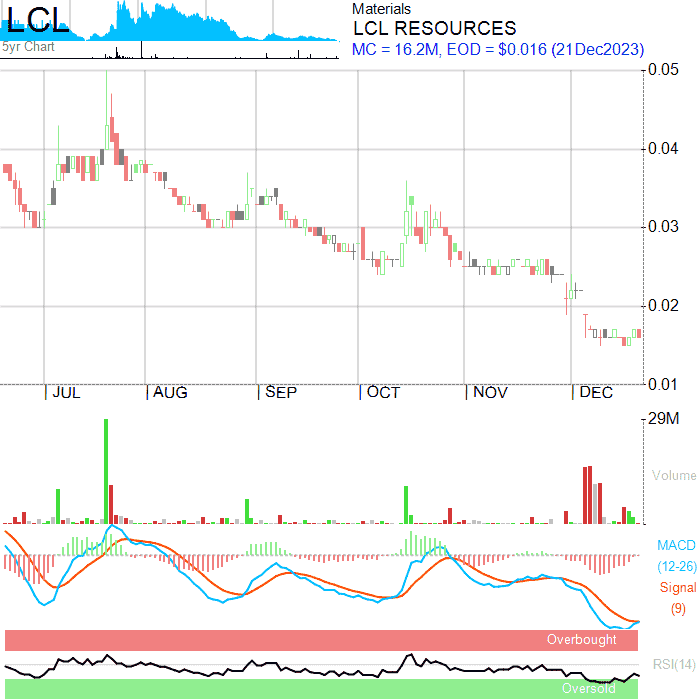 LCL
5yr Chart
Materials
LCL RESOURCES
MC = 16.2M, EOD = $0.016 (21Dec2023)
0.05
0.04
0.03
0.02
0.01
JUL AUG SEP OCT NOV DEC
29M
Volume
MACD
(12-26)
Signal
(9)
Overbought
RSI(14)
Oversold